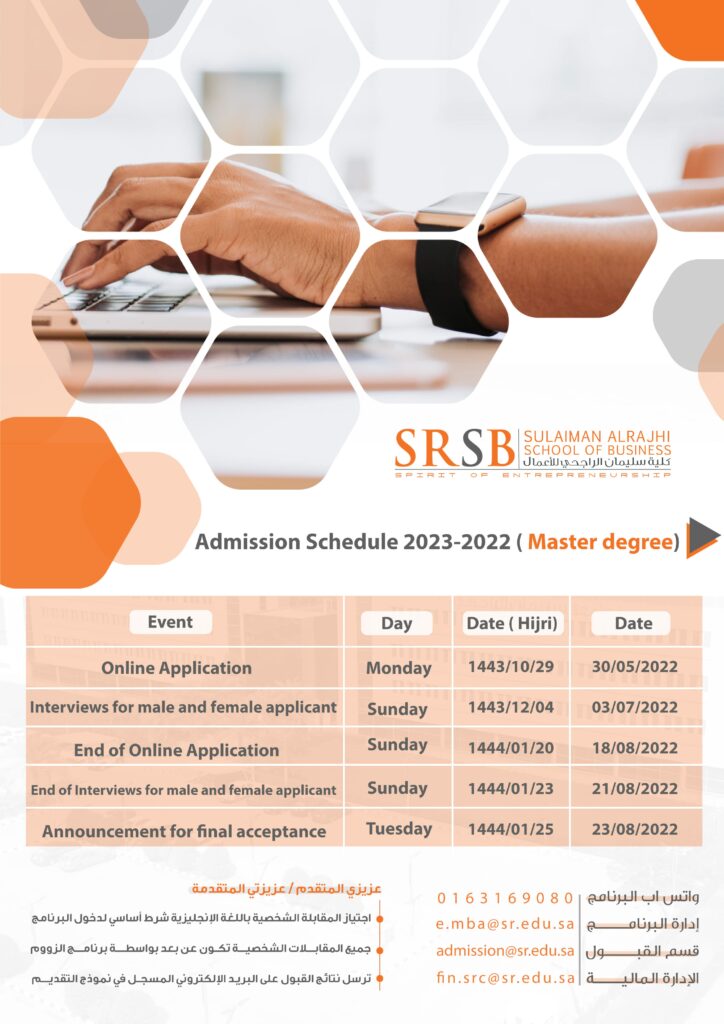 SRSB
SULAIMAN ALRAJHI
SCHOOL OF BUSINESS
كلية سليمان الراجحي للأعمال
SPIRIT OF ENTREPRENEURSHIP
Admission Schedule 2023-2022 ( Master degree)
Event Day Date ( Hijri) Date
Online Application Monday 1443/10/29 30/05/2022
Interviews for male and female applicant Sunday 1443/12/04 03/07/2022
End of Online Application Sunday 1444/01/20 18/08/2022
End of Interviews for male and female applicant Sunday 1444/01/23 21/08/2022
Announcement for final acceptance Tuesday 1444/01/25 23/08/2022
عزيزي المتقدم / عزيزتي المتقدمة
اجتياز المقابلة الشخصية باللغة الإنجليزية شرط أساسي لدخول البرنامج
جميع المقابلات الشخصية تكون عن بعد بواسطة برنامج الزووم
ترسل نتائج القبول على البريد الإلكتروني المسجل في نموذج التقديم
واتس اب البرنامج 0163169080
إدارة البرنامج e.mba@sr.edu.sa
قسم القبول admission@sr.edu.sa
الإدارة المالية fin.src@sr.edu.sa